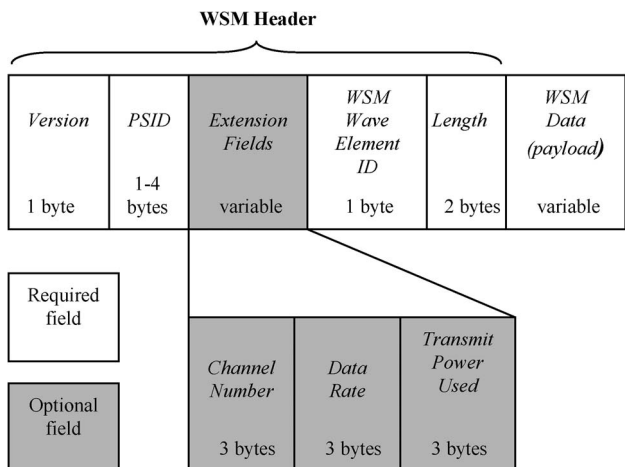 WSM Header
Version
1 byte
PSID
1-4
bytes
Extension
Fields
variable
WSM
Wave
Element
ID
1 byte
Length
2 bytes
WSM
Data
(payload)
variable
Required
field
Optional
field
Channel
Number
3 bytes
Data
Rate
3 bytes
Transmit
Power
Used
3 bytes